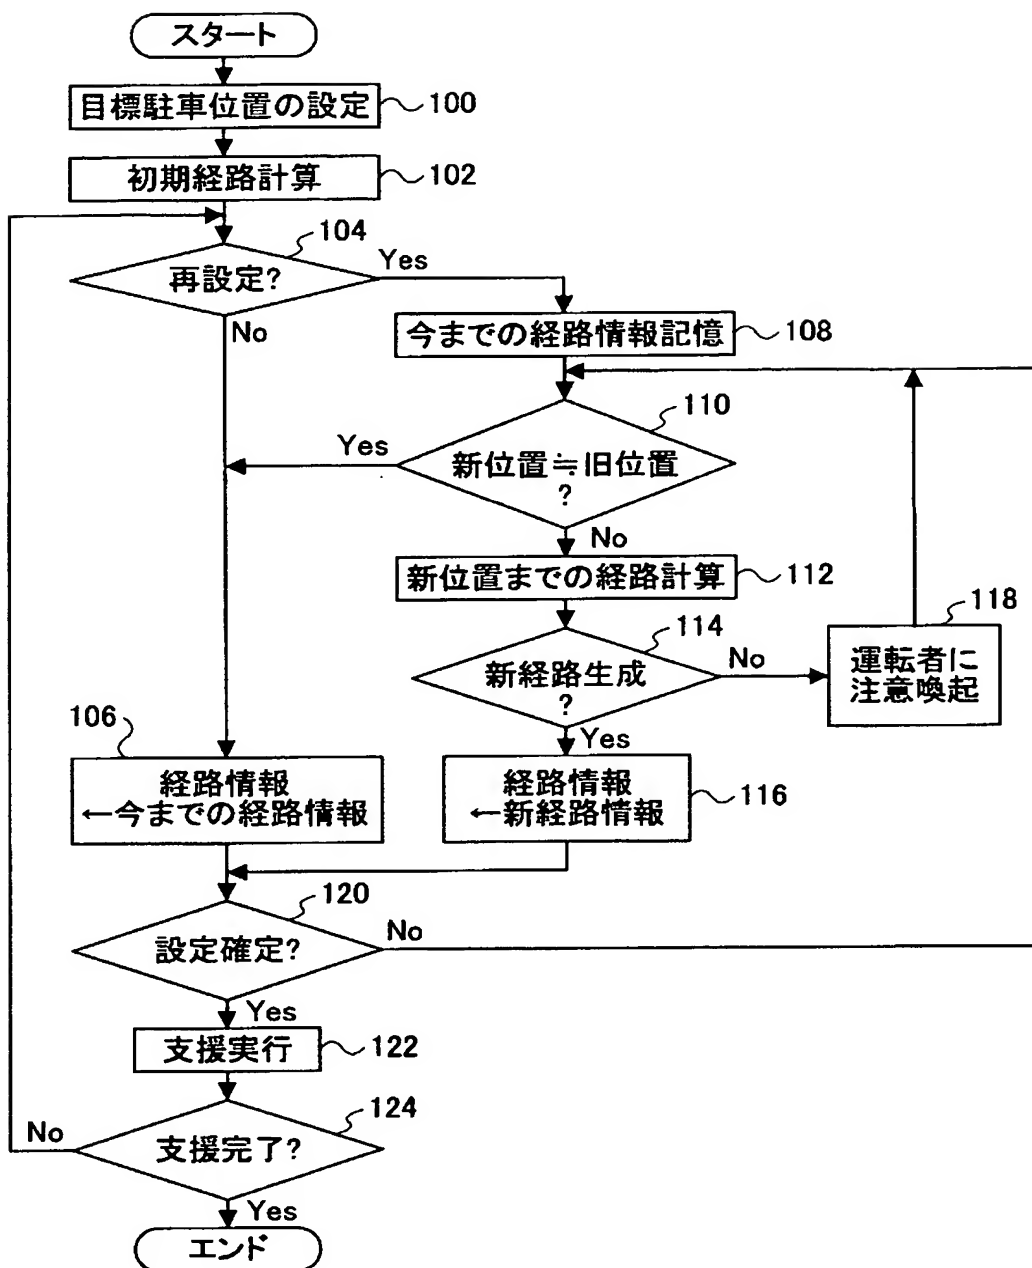 スタート
目標駐車位置の設定
100
初期経路計算
102
104
再設定?
Yes
No
今までの経路情報記憶
108
110
Yes
新位置≒旧位置
?
No
新位置までの経路計算
112
114
新経路生成
?
No
118
運転者に
注意喚起
Yes
106
経路情報
←今までの経路情報
経路情報
←新経路情報
116
120
設定確定?
No
Yes
支援実行
122
124
支援完了?
No
Yes
エンド